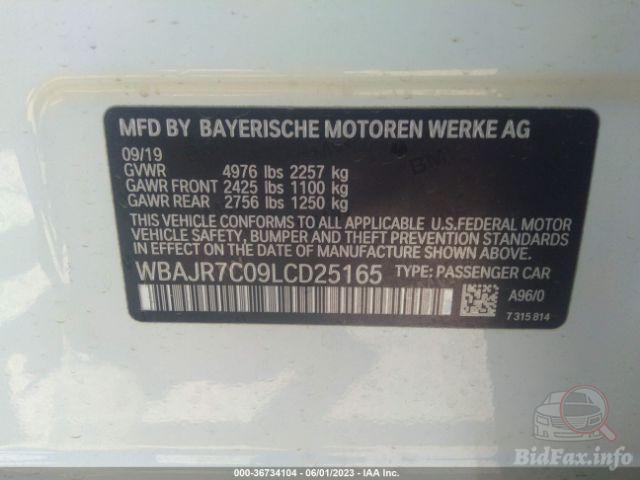 MFD BY BAYERISCHE MOTOREN WERKE AG
09/19
GVWR 4976 lbs 2257 kg
GAWR FRONT 2425 lbs 1100 kg
GAWR REAR 2756 lbs 1250 kg
THIS VEHICLE CONFORMS TO ALL APPLICABLE U.S.FEDERAL MOTOR
VEHICLE SAFETY, BUMPER AND THEFT PREVENTION STANDARDS
IN EFFECT ON THE DATE OF MANUFACTURE SHOWN ABOVE.
WBAJR7C09LCD25165 TYPE: PASSENGER CAR
A96/0
7 315 814
BidFax.info
000-36734104 - 06/01/2023 - IAA Inc.